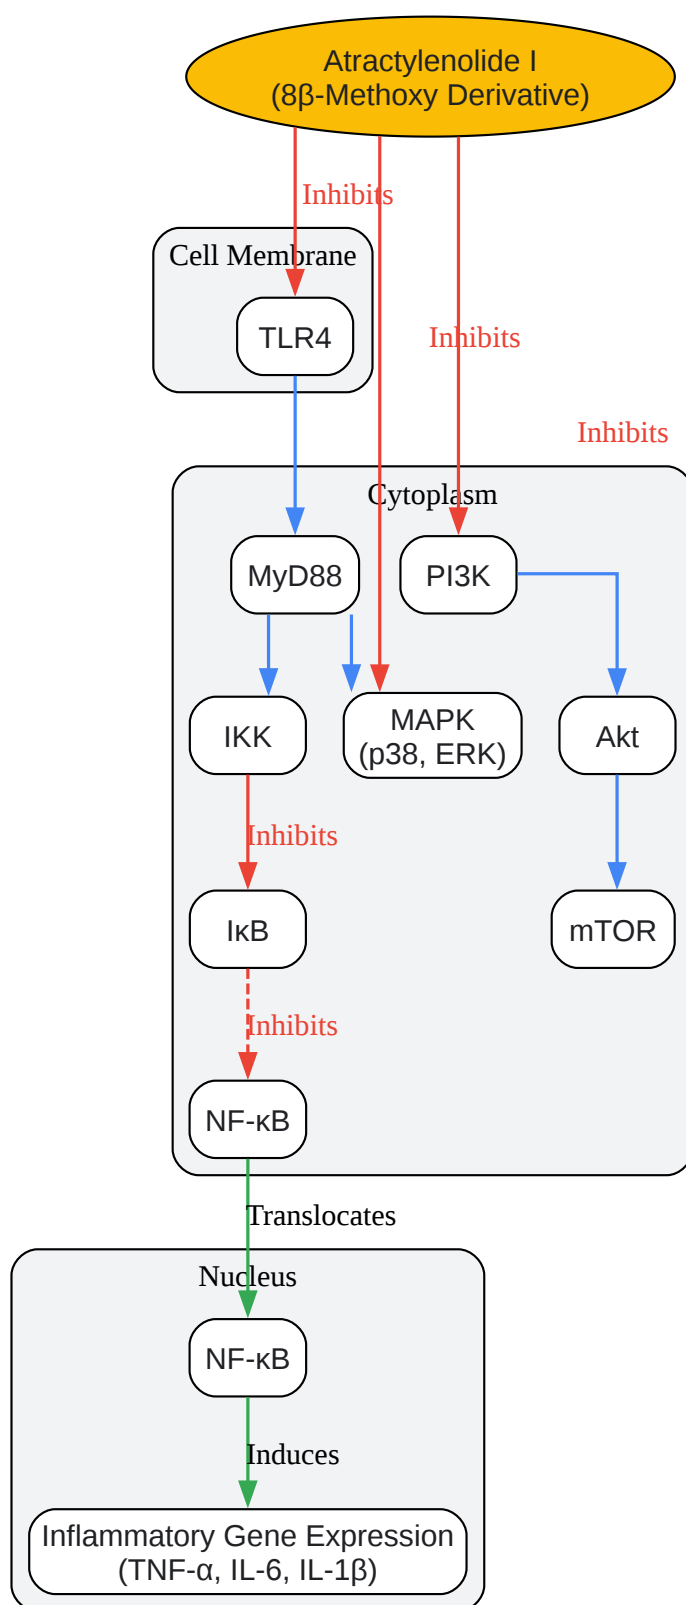 Atractylenolide I
(8β-Methoxy Derivative)
Inhibits
Cell Membrane
TLR4
Inhibits
Inhibits
Cytoplasm
MyD88
PI3K
IKK
MAPK
(p38, ERK)
Akt
Inhibits
IκB
mTOR
Inhibits
NF-κB
Translocates
Nucleus
NF-κB
Induces
Inflammatory Gene Expression
(TNF-α, IL-6, IL-1β)